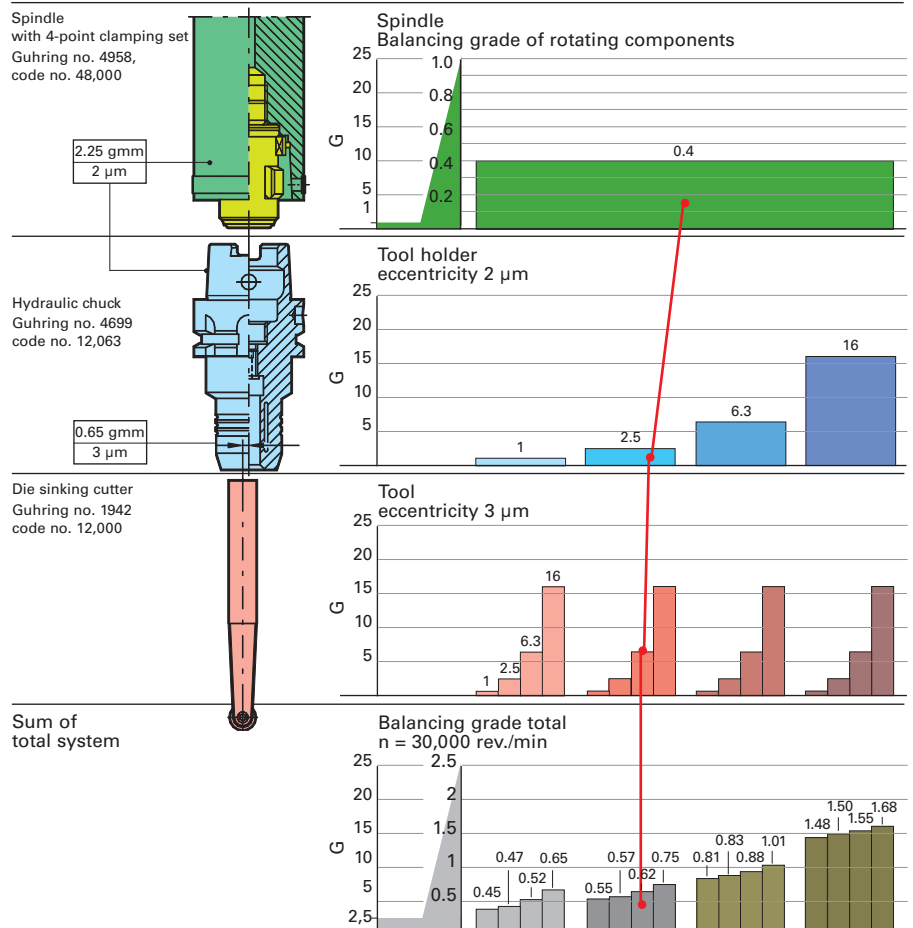 Spindle
with 4-point clamping set
Guhring no. 4958,
code no. 48,000
2.25 gmm
2 µm
Spindle
Balancing grade of rotating components
25
20
15
10
5
1
G
1.0
0.8
0.6
0.4
0.2
0.4
Hydraulic chuck
Guhring no. 4699
code no. 12,063
0.65 gmm
3 µm
Tool holder
eccentricity 2 µm
25
20
15
10
5
G
1
2.5
6.3
16
Die sinking cutter
Guhring no. 1942
code no. 12,000
Tool
eccentricity 3 µm
25
20
15
10
5
G
1
2.5
6.3
16
Sum of
total system
Balancing grade total
n = 30,000 rev./min
25
20
15
10
5
2,5
G
2.5
2
1.5
1
0.5
0.45
0.47
0.52
0.65
0.55
0.57
0.62
0.75
0.81
0.83
0.88
1.01
1.48
1.50
1.55
1.68